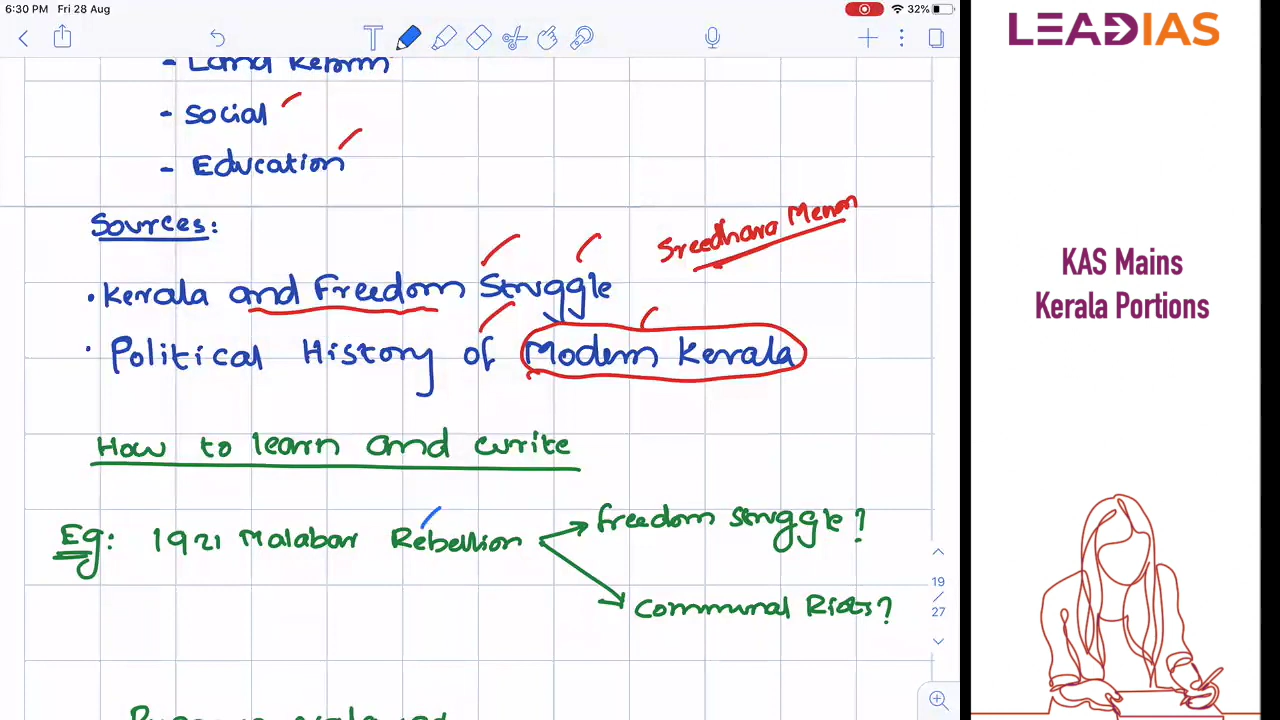 6:30 PM Fri 28 Aug
32%
LEADIAS
- Land Reform
- Social
- Education
Sources:
Sreedhara Menon
• Kerala and Freedom Struggle
• Political History of Modern Kerala
How to learn and write
Eg: 1921 Malabar Rebellion
Freedom struggle?
Communal Riots?
19
/
27
KAS Mains
Kerala Portions